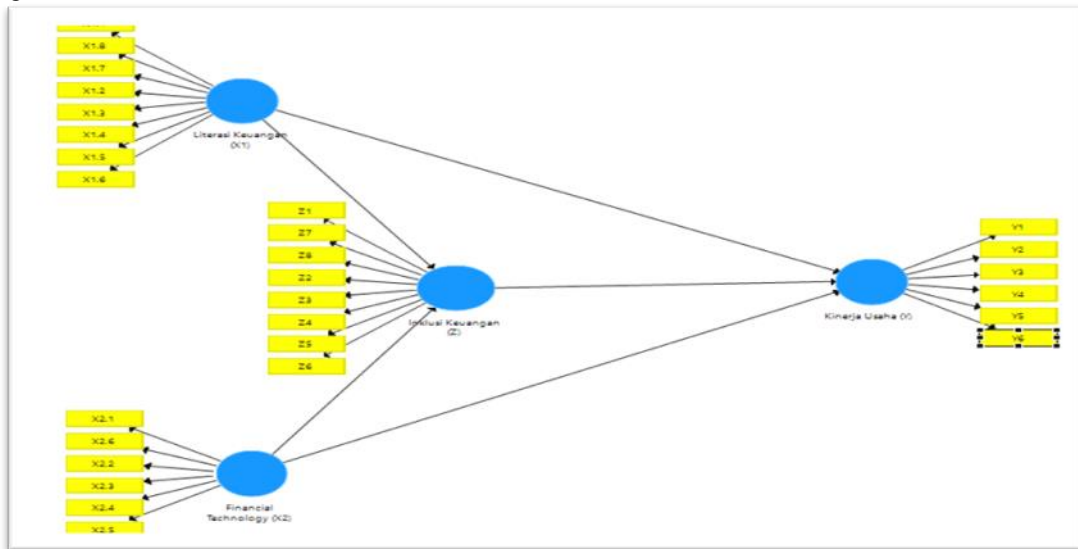 X1.8
X1.7
X1.2
X1.3
X1.4
X1.5
X1.6
Literasi Keuangan
(X1)
Z1
Z7
Z8
Z2
Z3
Z4
Z5
Z6
Inklusi Keuangan
(Z)
Y1
Y2
Y3
Y4
Y5
Y6
Kinerja Usaha (Y)
X2.1
X2.6
X2.2
X2.3
X2.4
X2.5
Financial
Technology (X2)